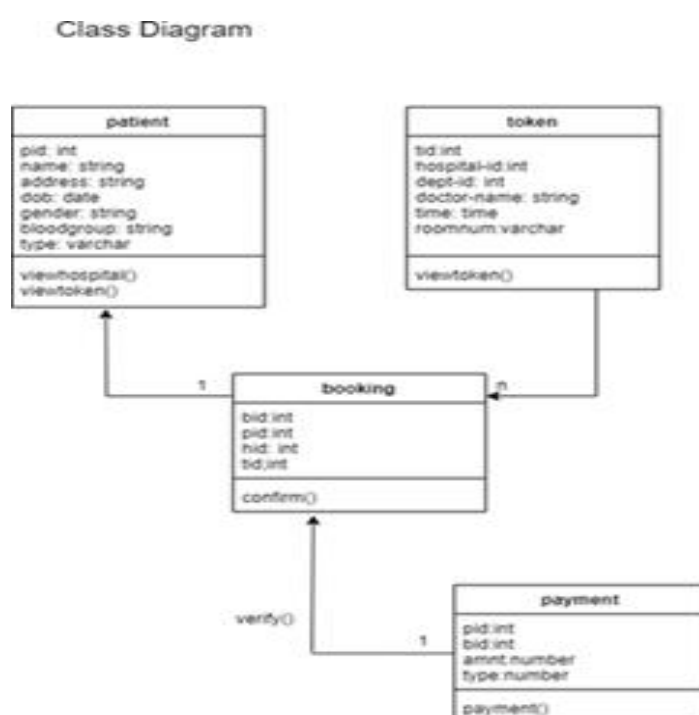 Class Diagram
patient
pid: int
name: string
address: string
dob: date
gender: string
bloodgroup: string
type: varchar
viewhospital()
viewtoken()
token
tid:int
hospital-id:int
dept-id: int
doctor-name: string
time: time
roomnum:varchar
viewtoken()
1
n
booking
bid:int
pid:int
hid: int
tid;int
confirm()
verify()
1
payment
pid:int
bid:int
amnt:number
type:number
payment()